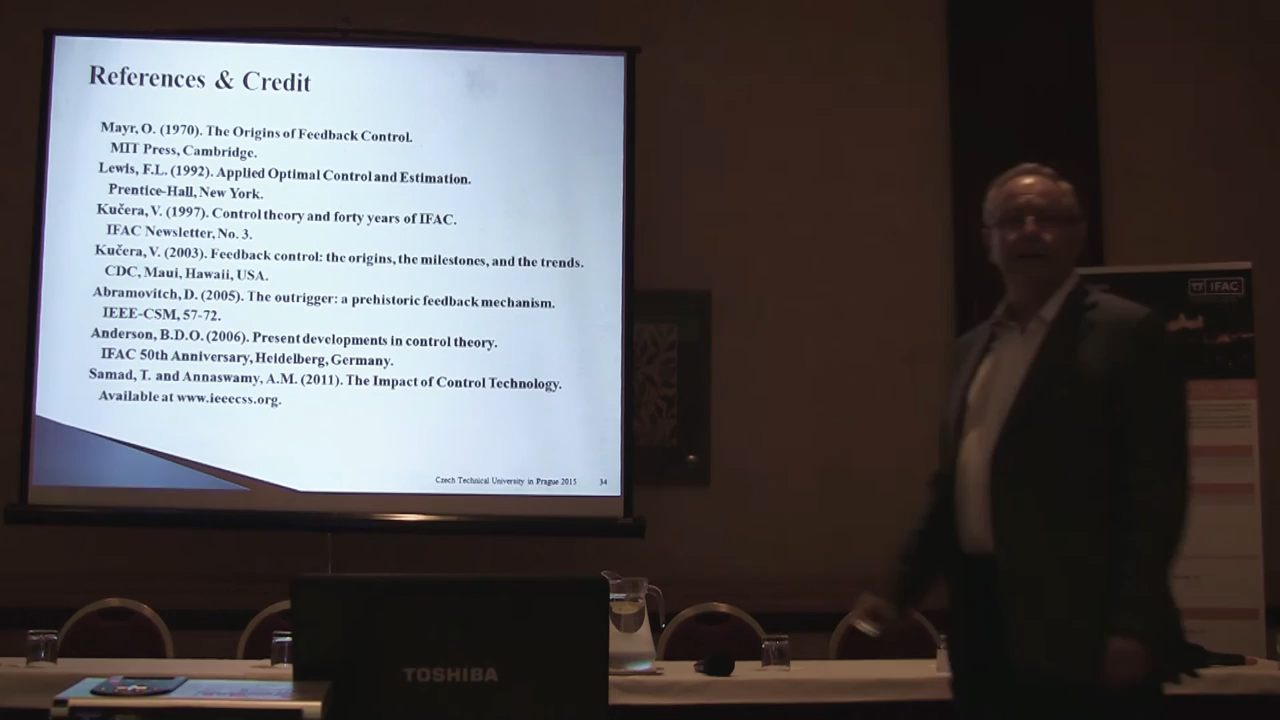 References & Credit
Mayr, O. (1970). The Origins of Feedback Control.
MIT Press, Cambridge.
Lewis, F.L. (1992). Applied Optimal Control and Estimation.
Prentice-Hall, New York.
Kučera, V. (1997). Control theory and forty years of IFAC.
IFAC Newsletter, No. 3.
Kučera, V. (2003). Feedback control: the origins, the milestones, and the trends.
CDC, Maui, Hawaii, USA.
Abramovitch, D. (2005). The outrigger: a prehistoric feedback mechanism.
IEEE-CSM, 57-72.
Anderson, B.D.O. (2006). Present developments in control theory.
IFAC 50th Anniversary, Heidelberg, Germany.
Samad, T. and Annaswamy, A.M. (2011). The Impact of Control Technology.
Available at www.ieeecss.org.
Czech Technical University in Prague 2015 34
IFAC
TOSHIBA